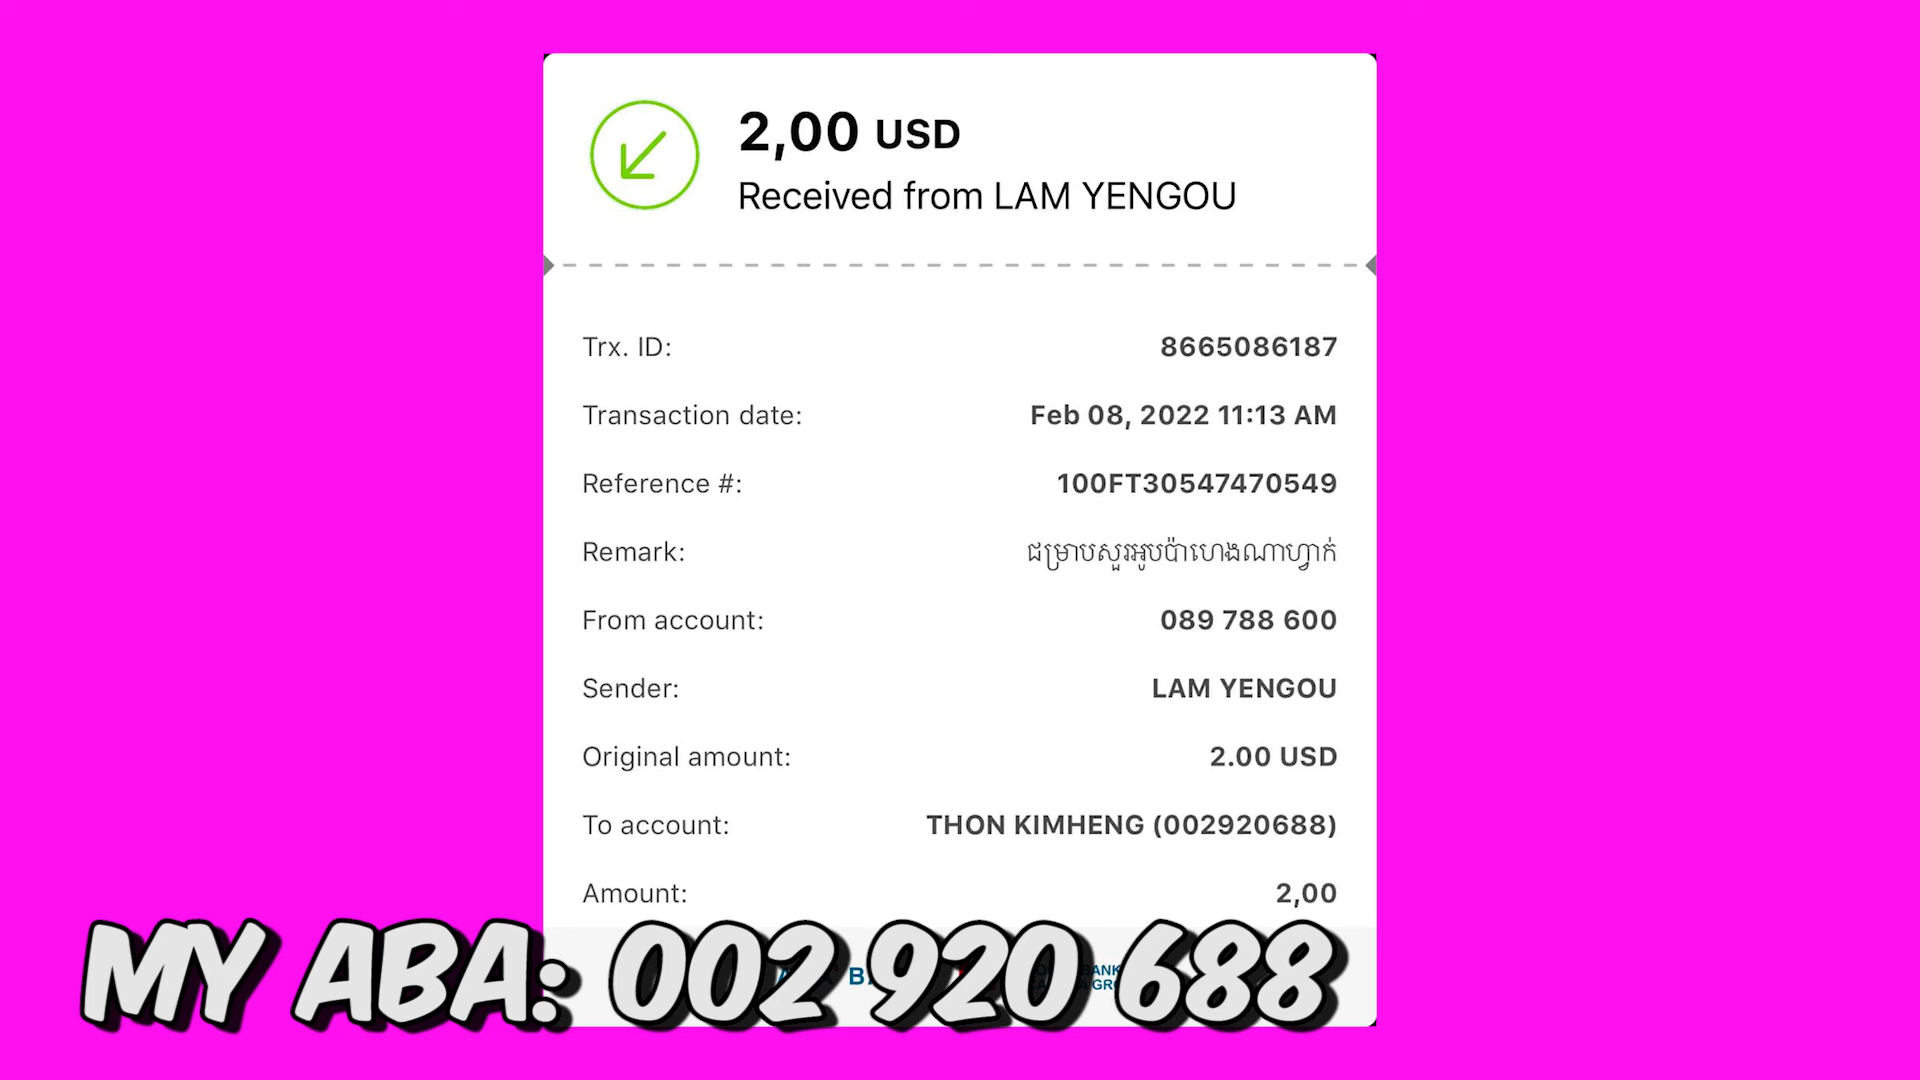 2,00 USD
Received from LAM YENGOU
Trx. ID: 8665086187
Transaction date: Feb 08, 2022 11:13 AM
Reference #: 100FT30547470549
Remark: ជម្រាបសួរអូបប៉ាហេងណាហ្វាក់
From account: 089 788 600
Sender: LAM YENGOU
Original amount: 2.00 USD
To account: THON KIMHENG (002920688)
Amount: 2,00
MY ABA: 002 920 688